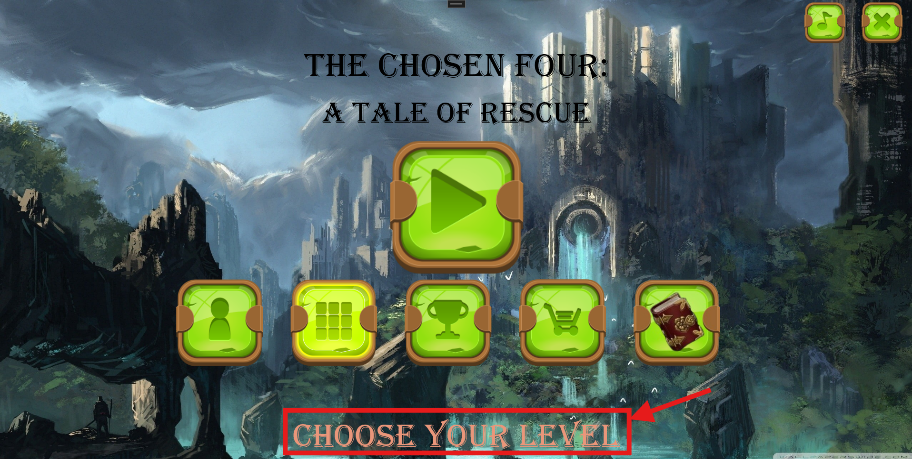 THE CHOSEN FOUR:
A TALE OF RESCUE
CHOOSE YOUR LEVEL